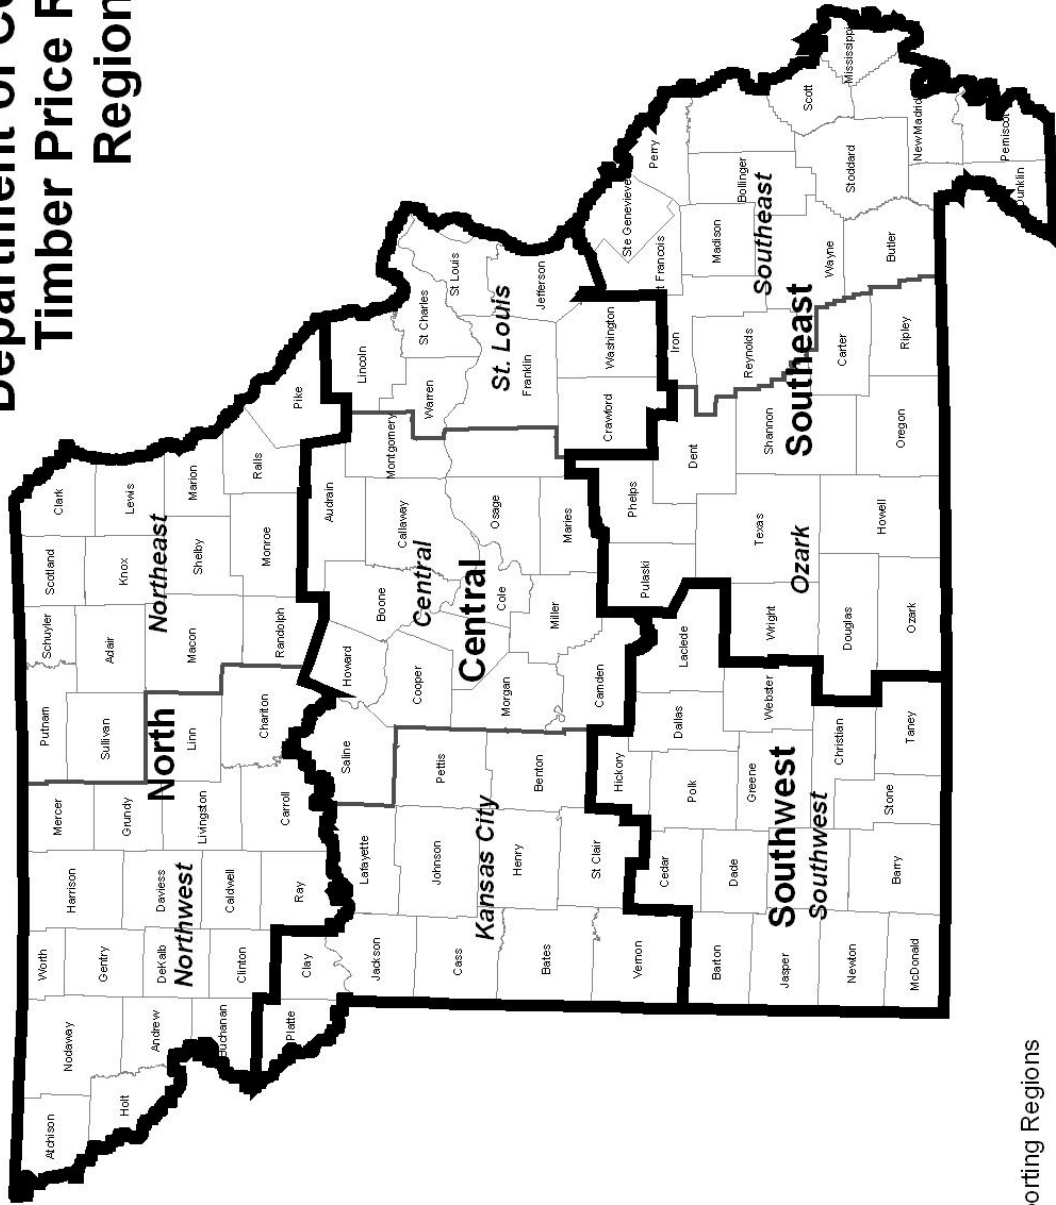 Department of
Timber Price
Region
Atchison
Nodaway
Worth
Harrison
Mercer
Putnam
Schuyler
Scotland
Clark
Holt
Andrew
Gentry
DeKalb
Daviess
Grundy
Sullivan
Adair
Knox
Lewis
Northwest
North
Northeast
Buchanan
Clinton
Caldwell
Livingston
Linn
Macon
Shelby
Marion
Platte
Clay
Ray
Carroll
Chariton
Randolph
Monroe
Ralls
Pike
Jackson
Lafayette
Saline
Howard
Boone
Audrain
Montgomery
Lincoln
Cass
Johnson
Pettis
Cooper
Callaway
Warren
St Charles
St Louis
Kansas City
Central
Central
St. Louis
Bates
Henry
Benton
Morgan
Cole
Osage
Franklin
Jefferson
Vernon
St Clair
Camden
Miller
Maries
Crawford
Washington
Hickory
Pulaski
Phelps
Ste Genevieve
Perry
Barton
Cedar
Dade
Polk
Dallas
Laclede
Dent
Iron
t Francois
Madison
Bollinger
Jasper
Greene
Webster
Wright
Texas
Shannon
Reynolds
Southeast
Southwest
Southwest
Ozark
Southeast
Newton
Christian
Douglas
Carter
Wayne
Stoddard
Scott
Mississippi
McDonald
Barry
Stone
Taney
Ozark
Howell
Oregon
Ripley
Butler
New Madrid
Dunklin
Pemiscot
orting Regions